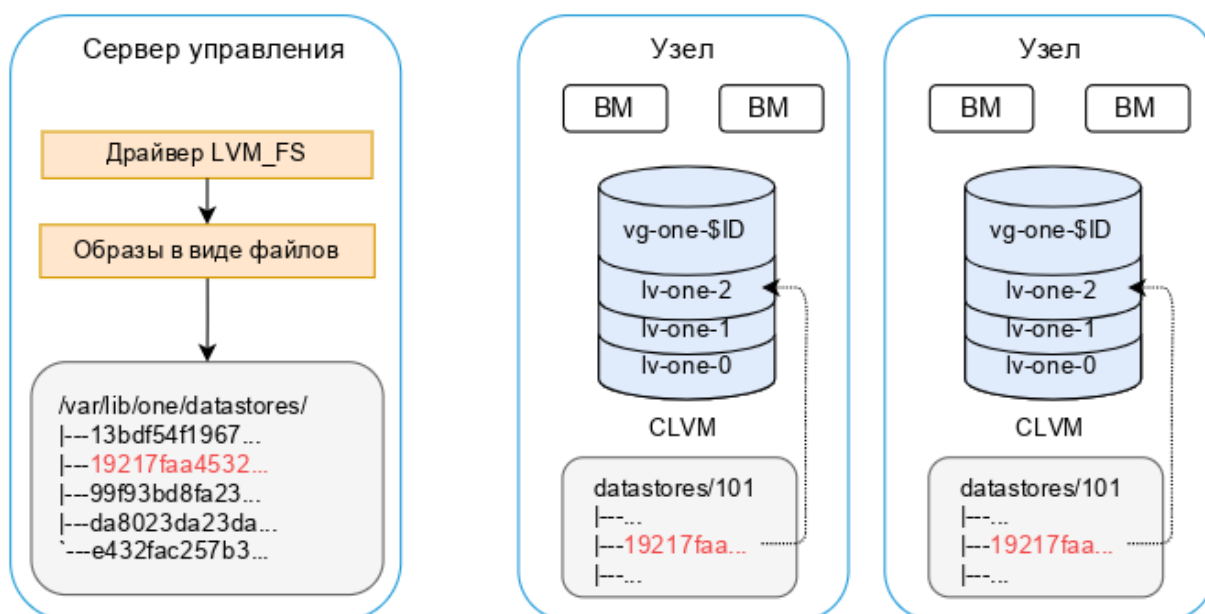 Сервер управления
Драйвер LVM_FS
Образы в виде файлов
/var/lib/one/datastores/
|---13bdf54f1967...
|---19217faa4532...
|---99f93bd8fa23...
|---da8023da23da...
`---e432fac257b3...
Узел
ВМ ВМ
vg-one-$ID
lv-one-2
lv-one-1
lv-one-0
CLVM
datastores/101
|---...
|---19217faa...
|---...
Узел
ВМ ВМ
vg-one-$ID
lv-one-2
lv-one-1
lv-one-0
CLVM
datastores/101
|---...
|---19217faa...
|---...